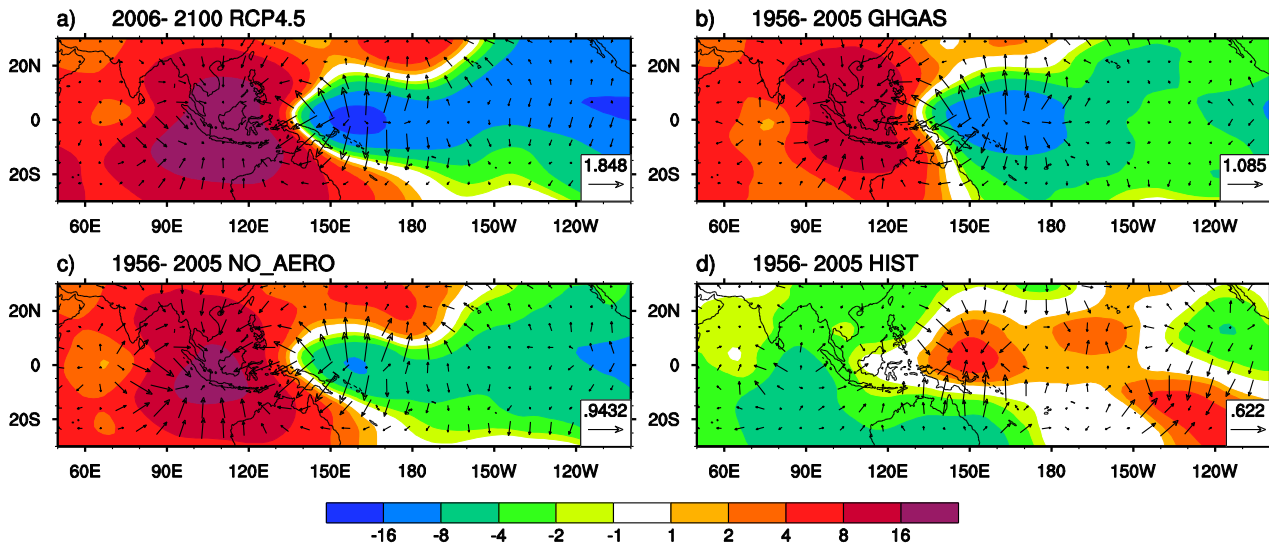 a) 2006- 2100 RCP4.5
b) 1956- 2005 GHGAS
20N
0
20S
1.848
60E 90E 120E 150E 180 150W 120W
20N
0
20S
1.085
60E 90E 120E 150E 180 150W 120W
c) 1956- 2005 NO_AERO
d) 1956- 2005 HIST
20N
0
20S
.9432
60E 90E 120E 150E 180 150W 120W
20N
0
20S
.622
60E 90E 120E 150E 180 150W 120W
-16 -8 -4 -2 -1 1 2 4 8 16